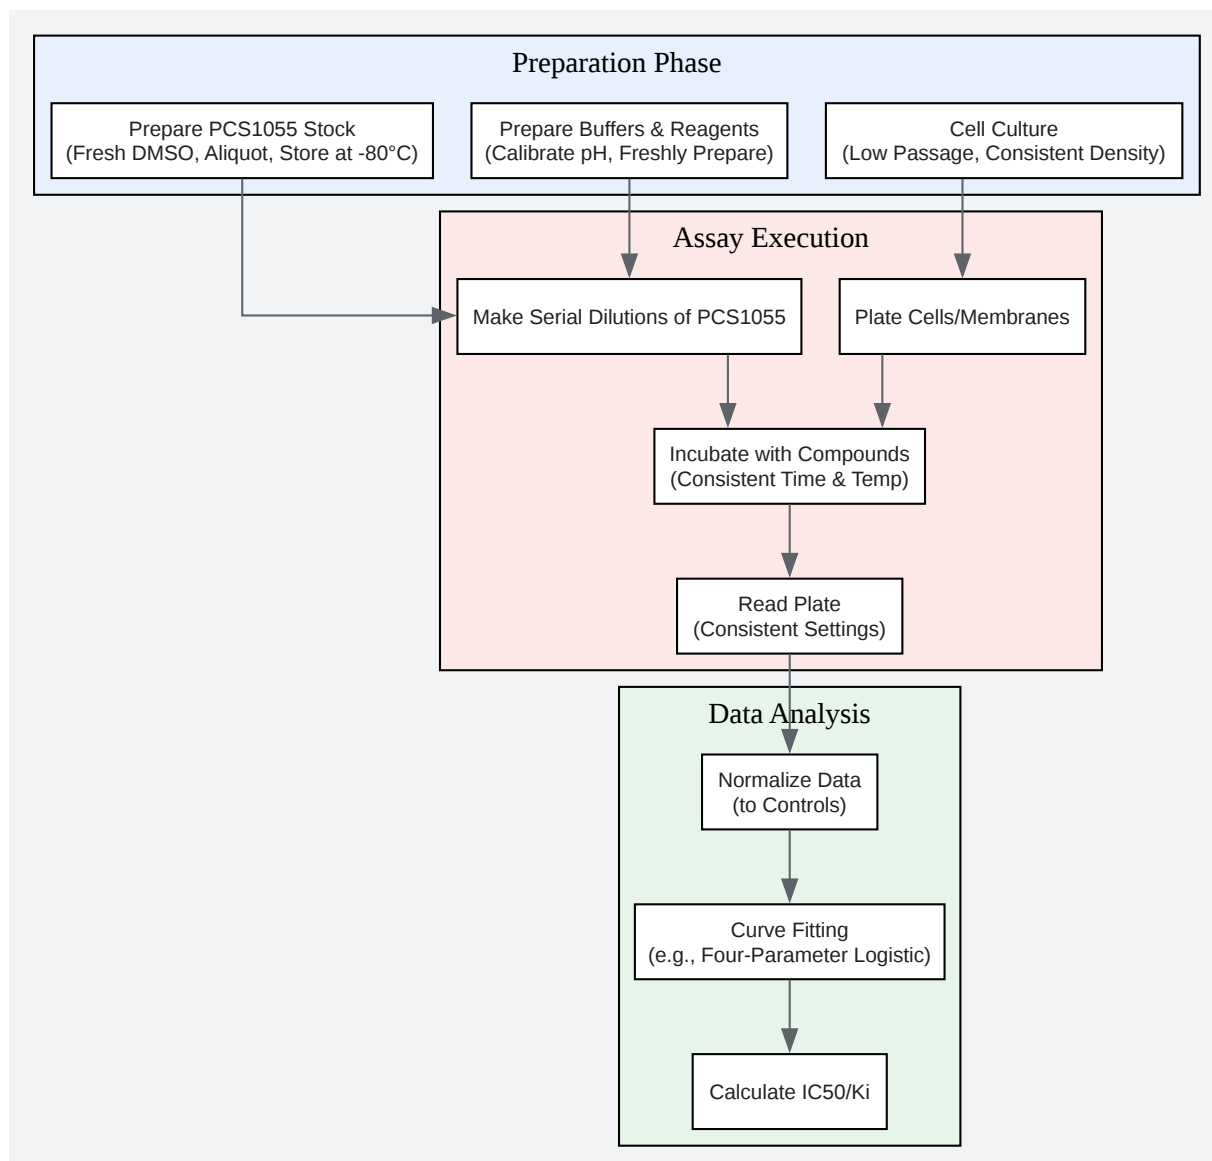 Preparation Phase
Prepare PCS1055 Stock
(Fresh DMSO, Aliquot, Store at -80°C)
Prepare Buffers & Reagents
(Calibrate pH, Freshly Prepare)
Cell Culture
(Low Passage, Consistent Density)
Assay Execution
Make Serial Dilutions of PCS1055
Plate Cells/Membranes
Incubate with Compounds
(Consistent Time & Temp)
Read Plate
(Consistent Settings)
Data Analysis
Normalize Data
(to Controls)
Curve Fitting
(e.g., Four-Parameter Logistic)
Calculate IC50/Ki